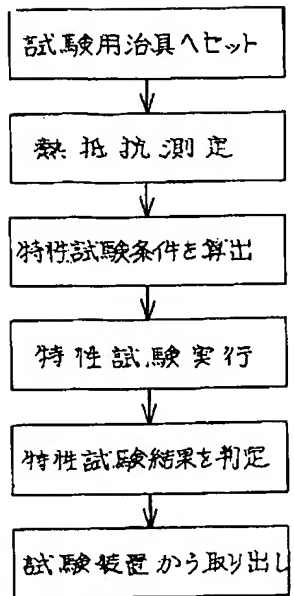 試験用治具へセット
熱抵抗測定
特性試験条件を算出
特性試験実行
特性試験結果を判定
試験装置から取り出し